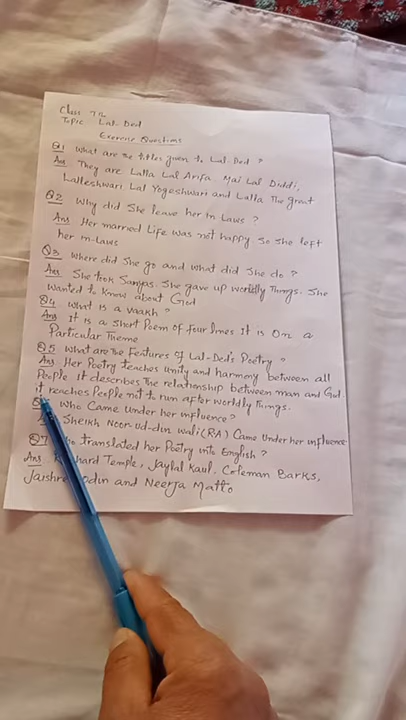 Class 7th
Topic Lal-Ded
Exercise Questions
Q1 What are the titles given to Lal-Ded ?
Ans They are Lalla Lal Arifa Mai Lal Diddi,
Lalleshwari Lal Yogeshwari and Lalla The great
Q2 Why did She leave her in Laws ?
Ans Her married Life was not happy So She left
her in-Laws
Q3 Where did She go and what did She do ?
Ans She took Sanyas. She gave up worldly Things. She
wanted to know about God
Q4 What is a Vaakh ?
Ans It is a Short Poem of four lines It is On a
Particular Theme
Q5 What are the Features of Lal-Ded's Poetry ?
Ans Her Poetry teaches unity and harmony between all
People It describes the relationship between man and God
it teaches People not to run after worldly things.
Who Came Under her influence ?
Sheikh Noor-ud-din Wali (RA) Came Under her influence
Q7 translated her Poetry into English ?
Ans Temple, Jaylal Kaul, Coleman Barks,
and Neerja Matto